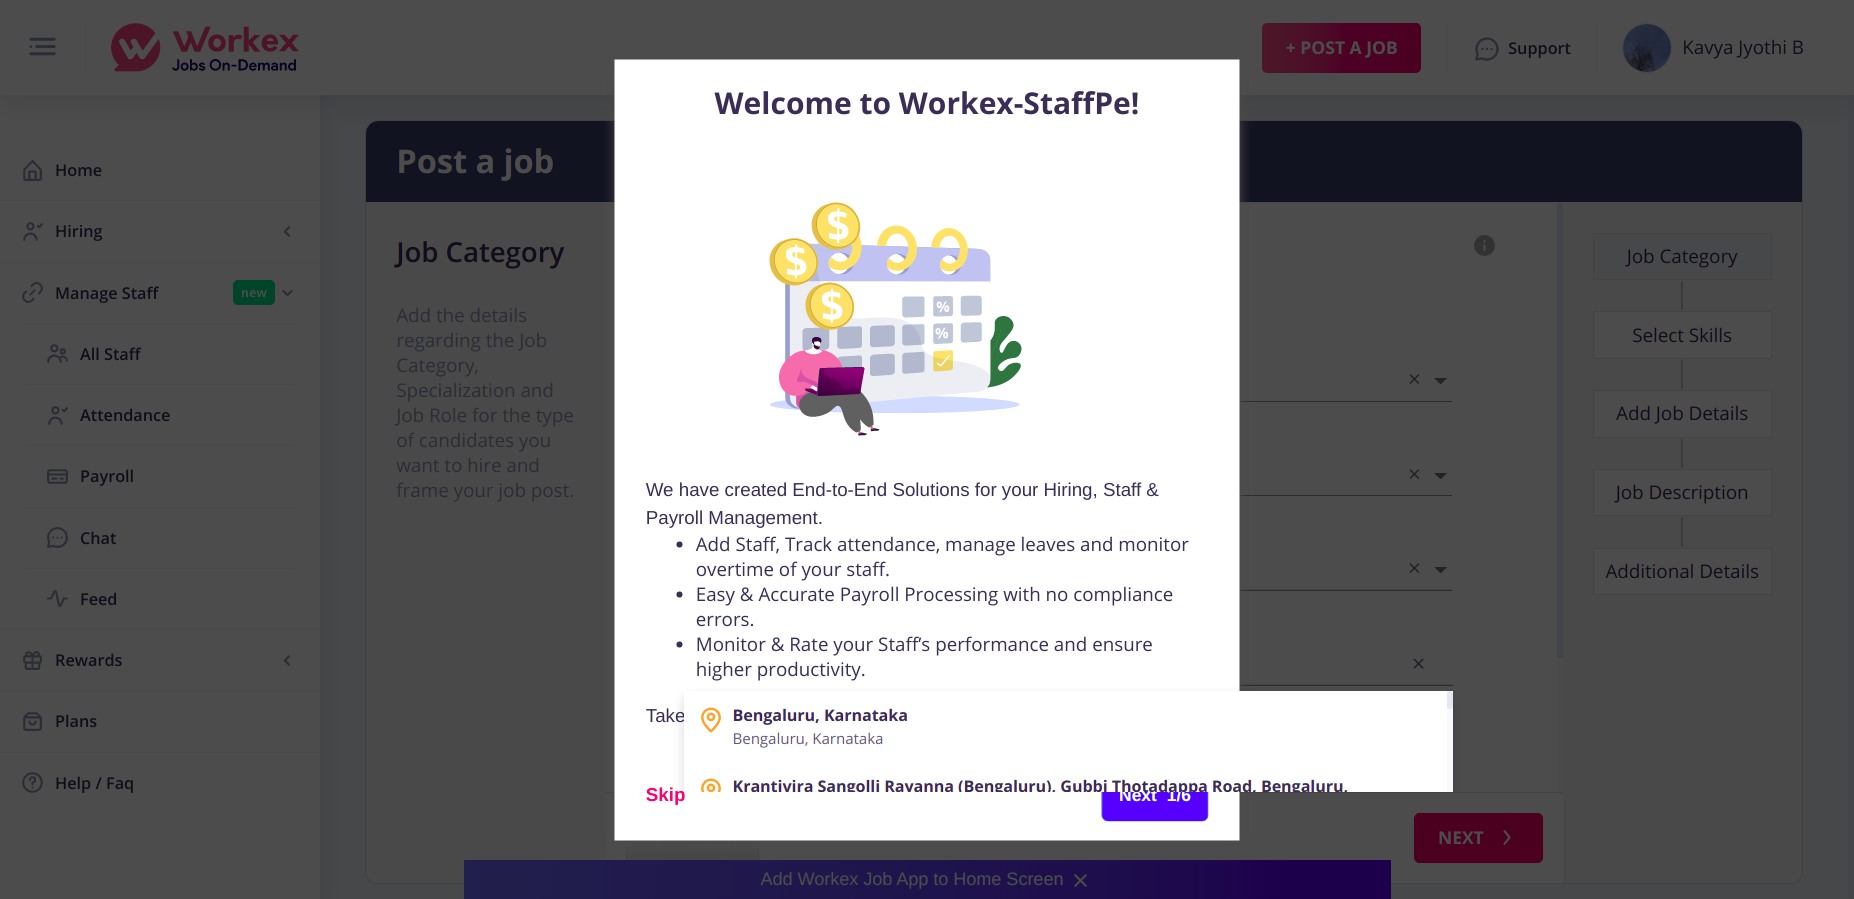 Workex
Jobs On-Demand
+ POST A JOB
Support
Kavya Jyothi B
Home
Hiring
Manage Staff
new
All Staff
Attendance
Payroll
Chat
Feed
Rewards
Plans
Help / Faq
Post a job
Job Category
Add the details
regarding the Job
Category,
Specialization and
Job Role for the type
of candidates you
want to hire and
frame your job post.
Welcome to Workex-StaffPe!
We have created End-to-End Solutions for your Hiring, Staff &
Payroll Management.
• Add Staff, Track attendance, manage leaves and monitor
overtime of your staff.
• Easy & Accurate Payroll Processing with no compliance
errors.
• Monitor & Rate your Staff's performance and ensure
higher productivity.
Take
Bengaluru, Karnataka
Bengaluru, Karnataka
Krantivira Sangolli Rayanna (Bengaluru), Gubbi Thotadappa Road, Bengaluru,
Skip
Next 1/6
Job Category
Select Skills
Add Job Details
Job Description
Additional Details
NEXT
Add Workex Job App to Home Screen